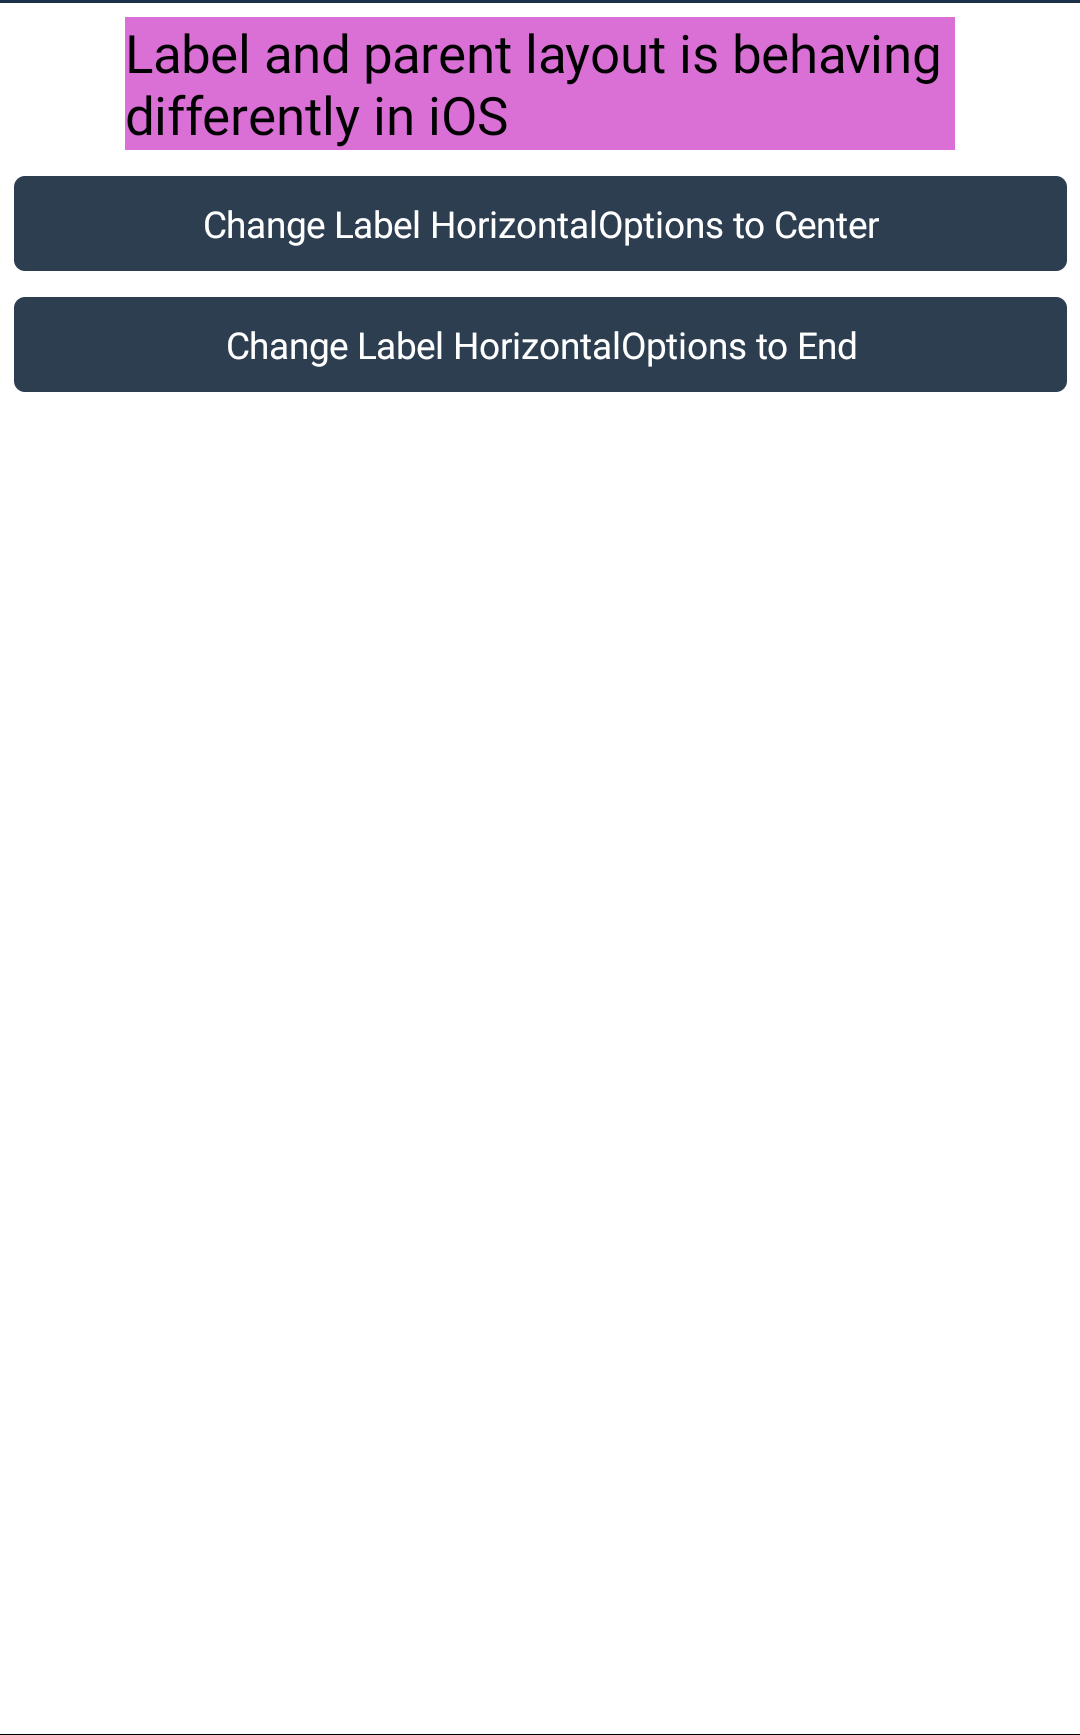 Label and parent layout is behaving
differently in iOS
Change Label HorizontalOptions to Center
Change Label HorizontalOptions to End